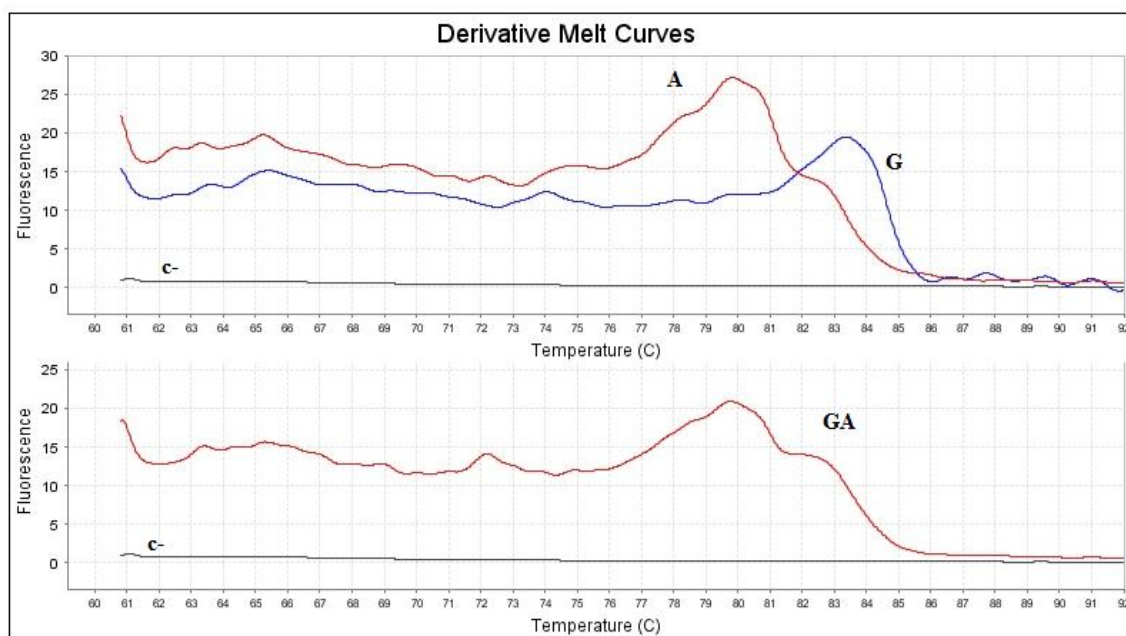 Derivative Melt Curves
30
25
20
15
10
5
0
Fluorescence
A
G
c-
60 61 62 63 64 65 66 67 68 69 70 71 72 73 74 75 76 77 78 79 80 81 82 83 84 85 86 87 88 89 90 91 92
Temperature (C)
25
20
15
10
5
0
Fluorescence
GA
c-
60 61 62 63 64 65 66 67 68 69 70 71 72 73 74 75 76 77 78 79 80 81 82 83 84 85 86 87 88 89 90 91 92
Temperature (C)